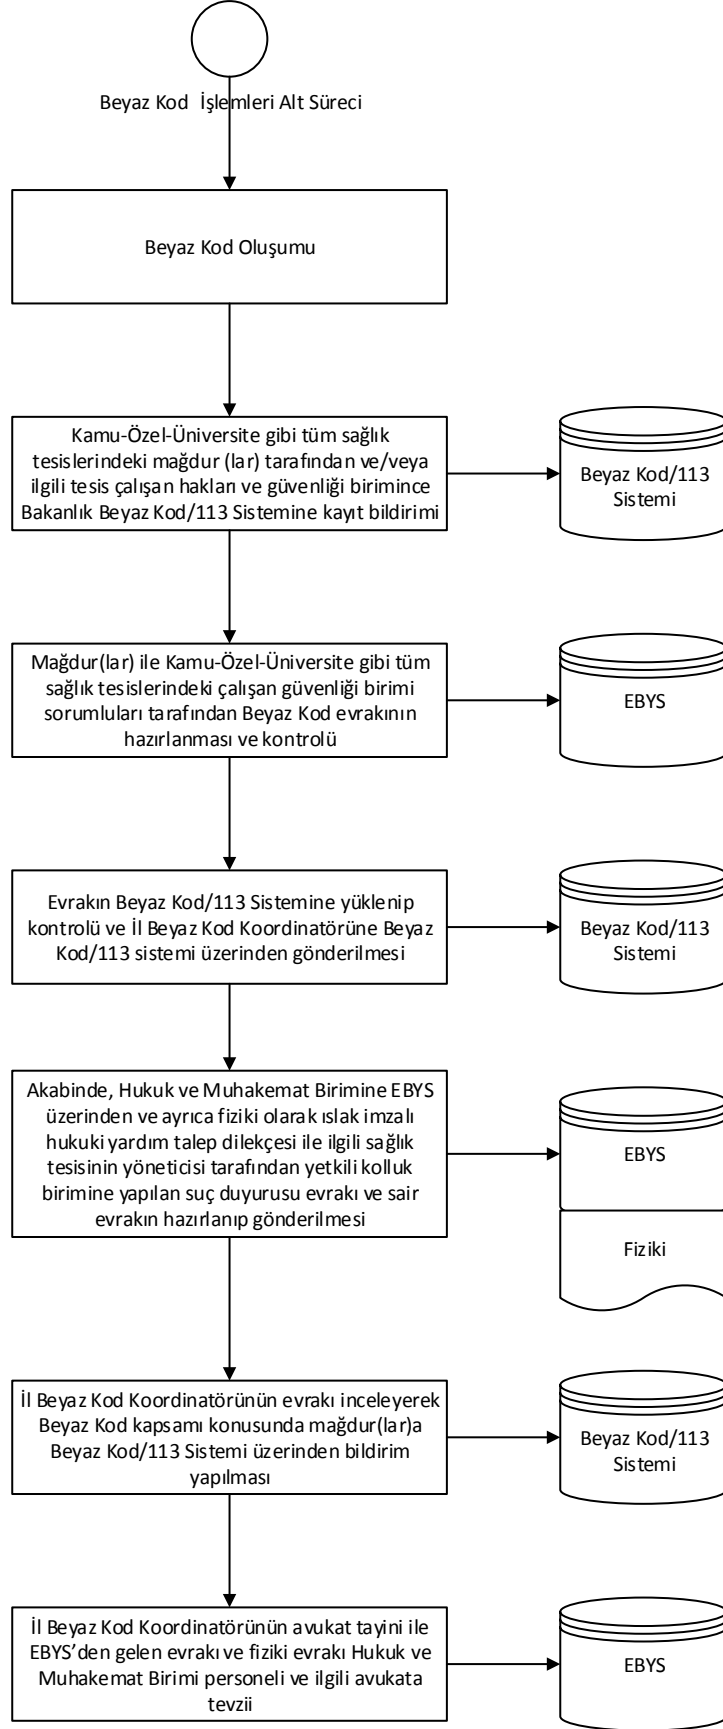 Beyaz Kod İşlemleri Alt Süreci
Beyaz Kod Oluşumu
Kamu-Özel-Üniversite gibi tüm sağlık
tesislerindeki mağdur (lar) tarafından ve/veya
ilgili tesis çalışan hakları ve güvenliği birimince
Bakanlık Beyaz Kod/113 Sistemine kayıt bildirimi
Beyaz Kod/113
Sistemi
Mağdur(lar) ile Kamu-Özel-Üniversite gibi tüm
sağlık tesislerindeki çalışan güvenliği birimi
sorumluları tarafından Beyaz Kod evrakının
hazırlanması ve kontrolü
EBYS
Evrakın Beyaz Kod/113 Sistemine yüklenip
kontrolü ve İl Beyaz Kod Koordinatörüne Beyaz
Kod/113 sistemi üzerinden gönderilmesi
Beyaz Kod/113
Sistemi
Akabinde, Hukuk ve Muhakemat Birimine EBYS
üzerinden ve ayrıca fiziki olarak ıslak imzalı
hukuki yardım talep dilekçesi ile ilgili sağlık
tesisinin yöneticisi tarafından yetkili kolluk
birimine yapılan suç duyurusu evrakı ve sair
evrakın hazırlanıp gönderilmesi
EBYS
Fiziki
İl Beyaz Kod Koordinatörünün evrakı inceleyerek
Beyaz Kod kapsamı konusunda mağdur(lar)a
Beyaz Kod/113 Sistemi üzerinden bildirim
yapılması
Beyaz Kod/113
Sistemi
İl Beyaz Kod Koordinatörünün avukat tayini ile
EBYS’den gelen evrakı ve fiziki evrakı Hukuk ve
Muhakemat Birimi personeli ve ilgili avukata
tevzii
EBYS